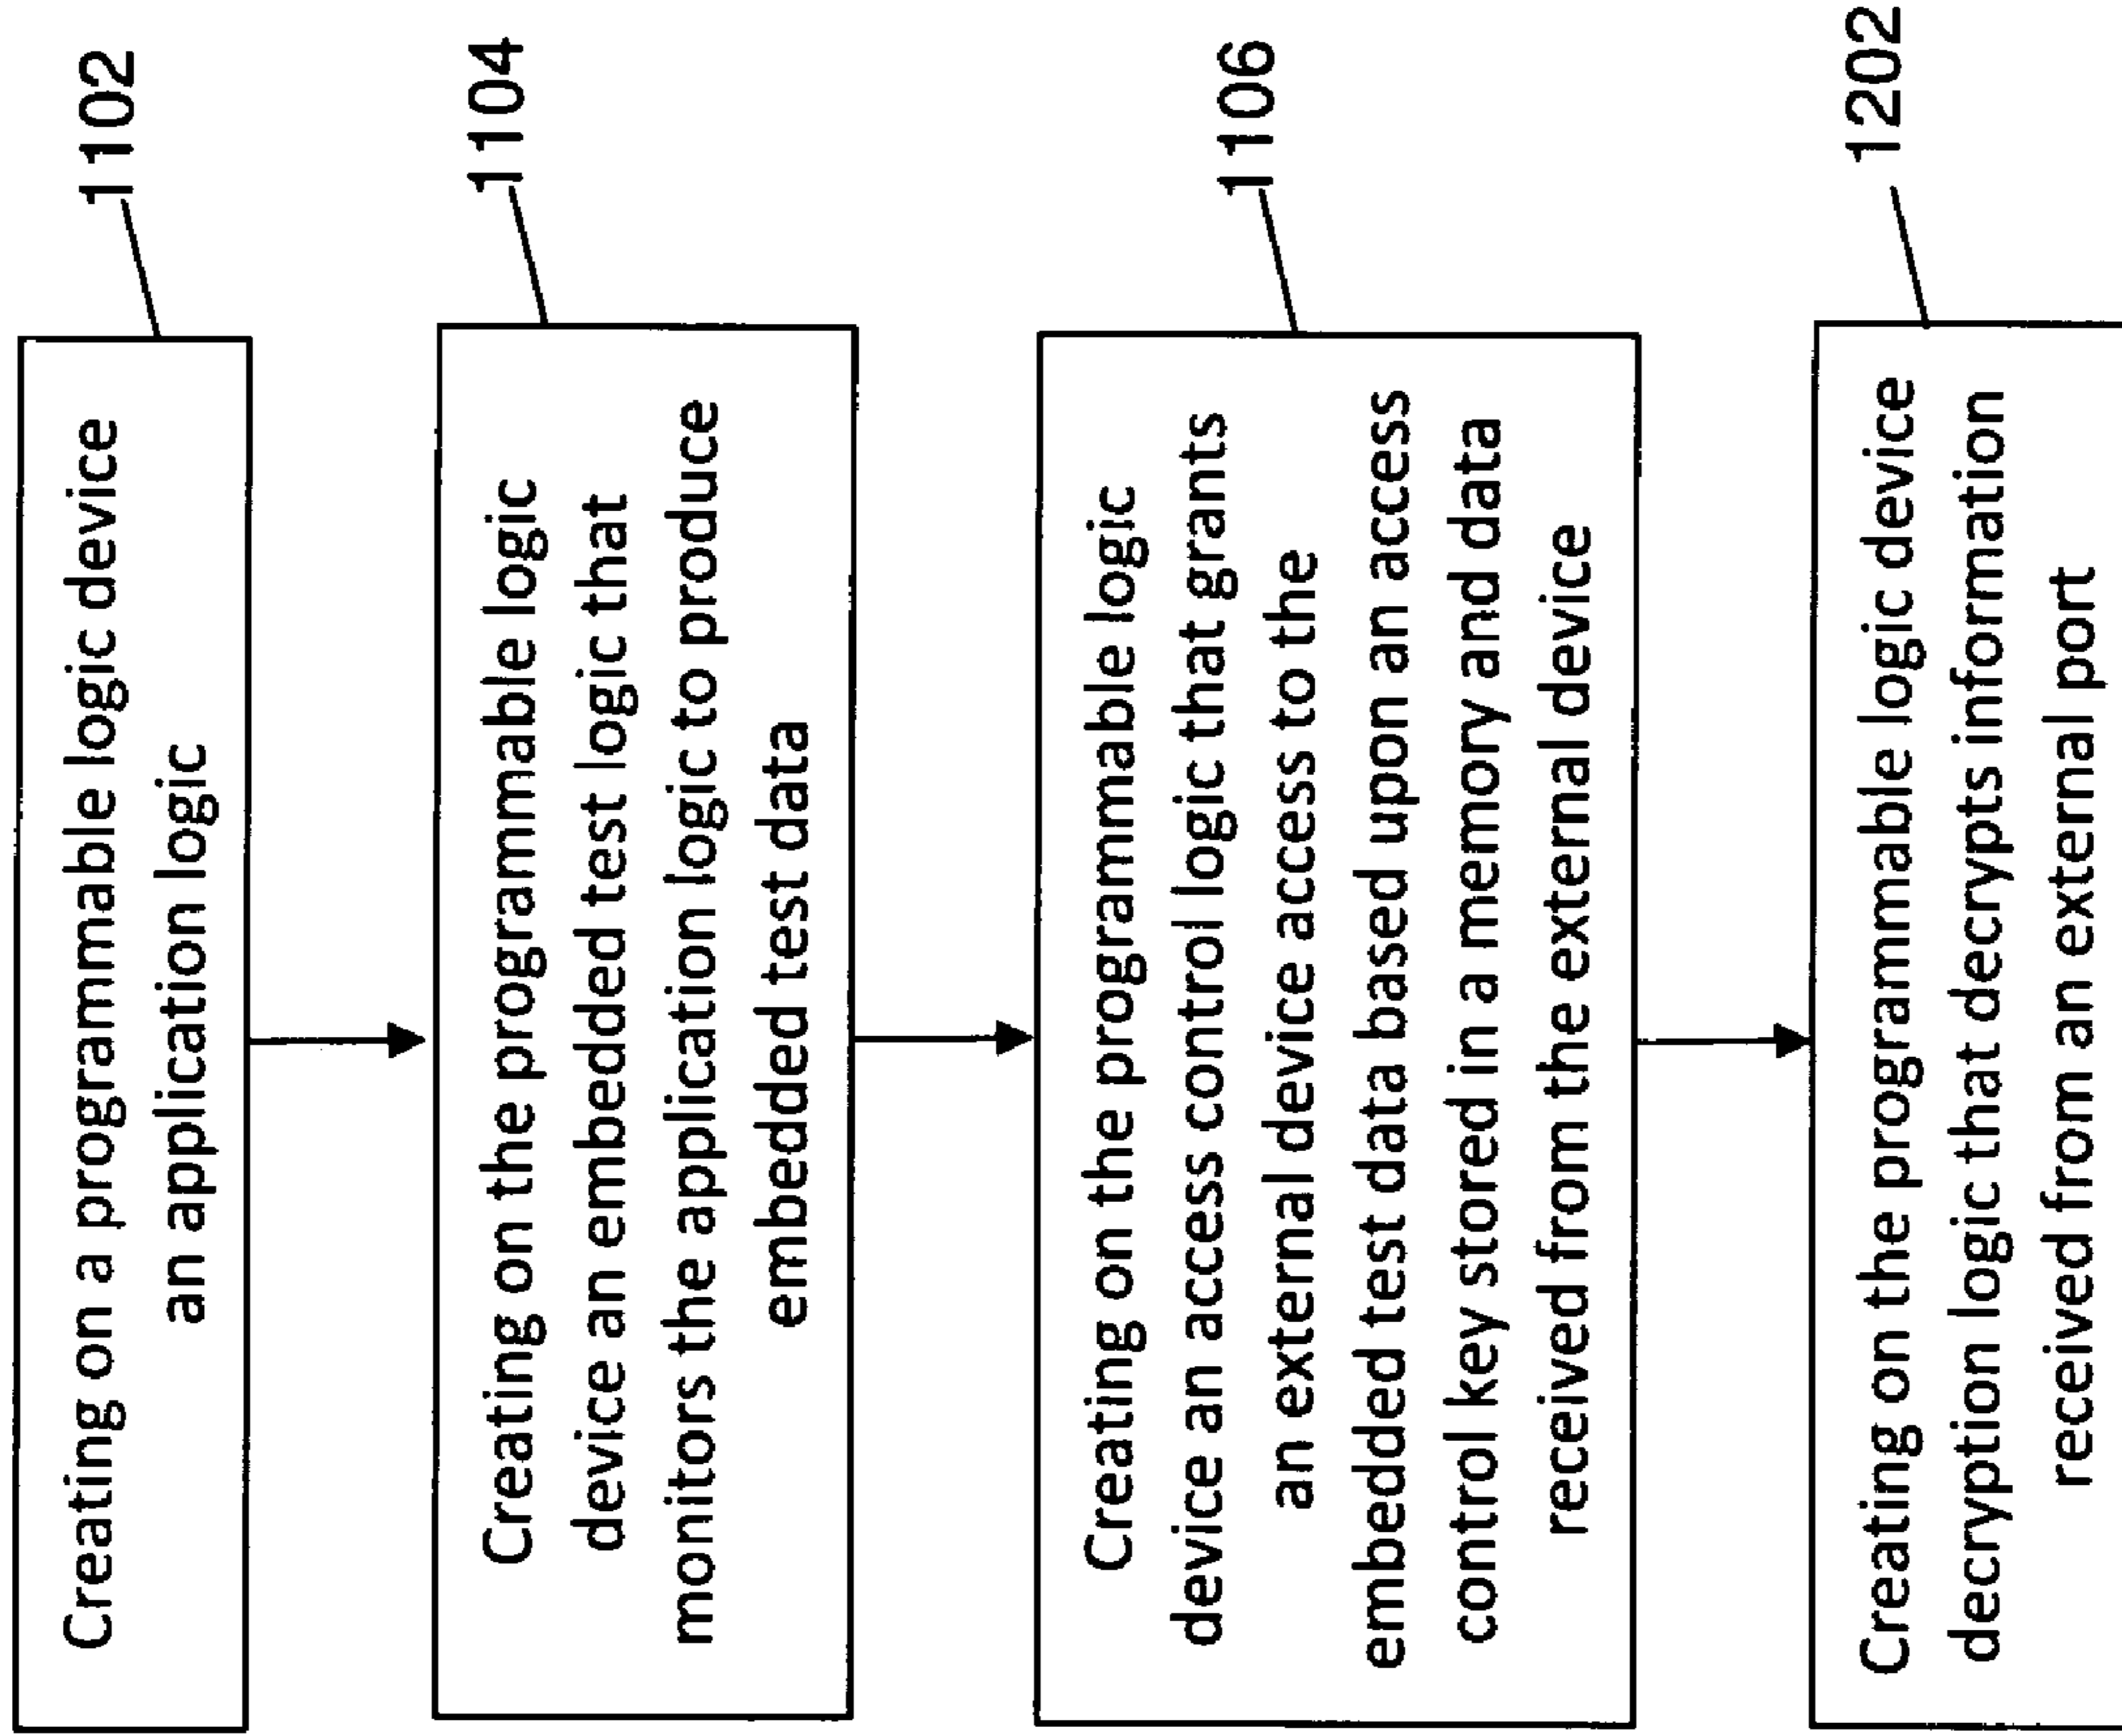 Creating on a programmable logic device
an application logic
1102
Creating on the programmable logic
device an embedded test logic that
monitors the application logic to produce
embedded test data
1104
Creating on the programmable logic
device an access control logic that grants
an external device access to the
embedded test data based upon an access
control key stored in a memory and data
received from the external device
1106
Creating on the programmable logic device
decryption logic that decrypts information
received from an external port
1202